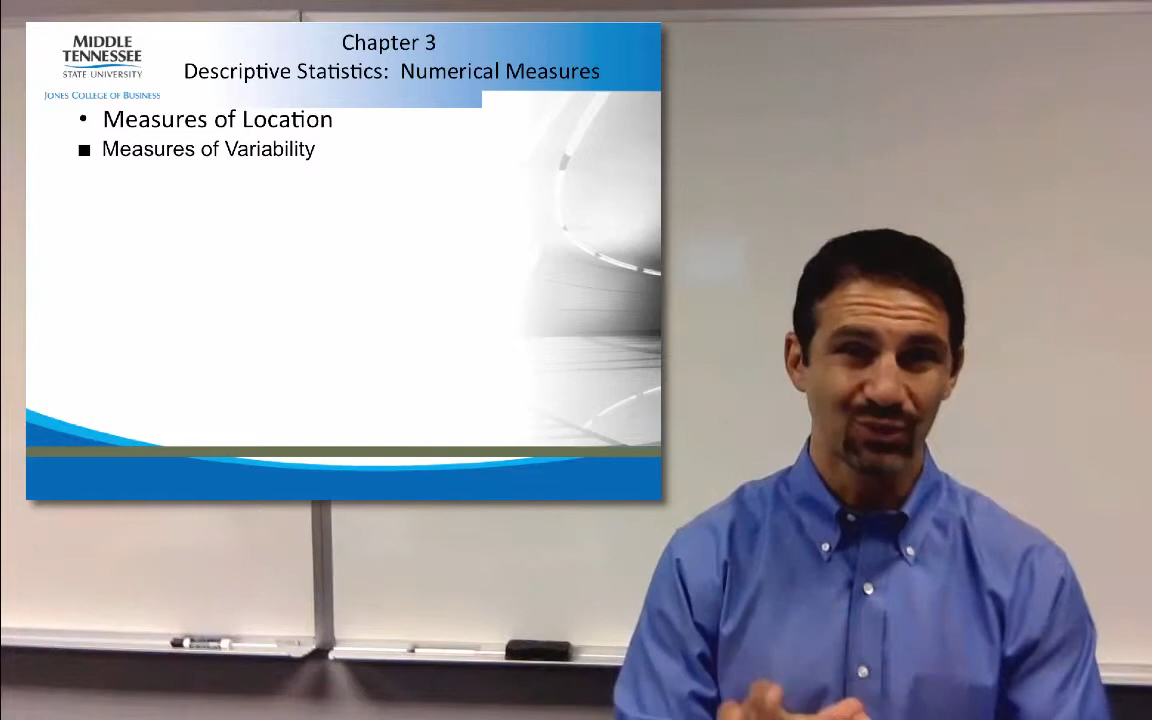 MIDDLE
TENNESSEE
STATE UNIVERSITY
JONES COLLEGE OF BUSINESS
Chapter 3
Descriptive Statistics: Numerical Measures
• Measures of Location
■ Measures of Variability